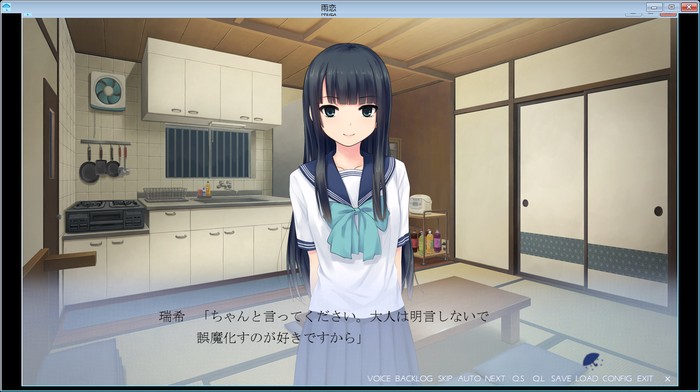 雨恋
瑞希 「ちゃんと言ってください。大人は明言しないで
誤魔化すのが好きですから」
VOICE BACKLOG SKIP AUTO NEXT Q.S Q.L SAVE LOAD CONFIG EXIT ×